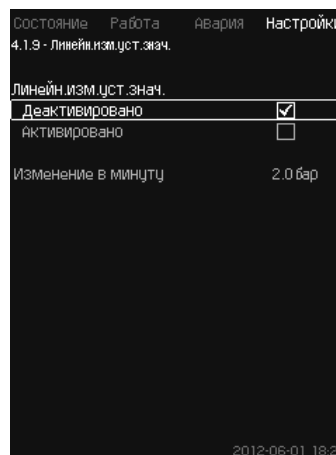 Состояние Работа Авария Настройки
4.1.9 - Линейн.изм.уст.знач.
Линейн.изм.уст.знач.
Деактивировано
Активировано
Изменение в минуту 2.0 бар
2012-06-01 18:2